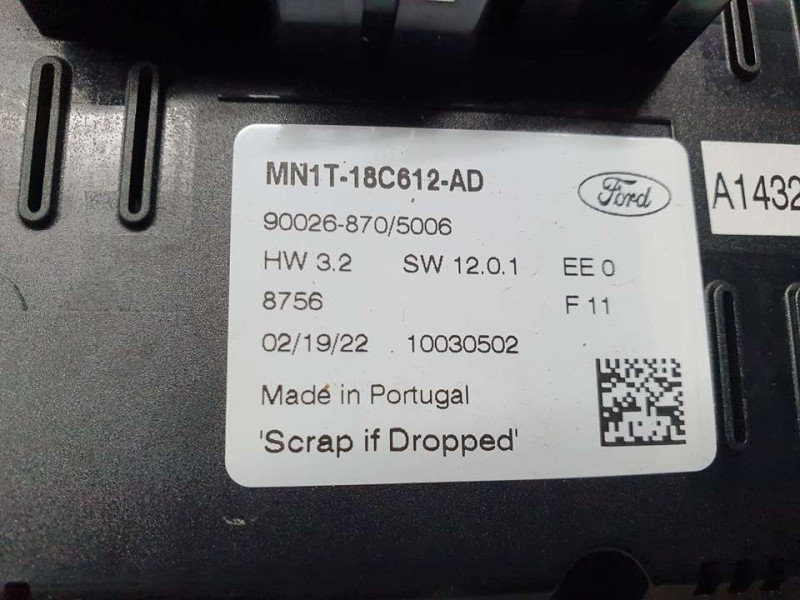 MN1T-18C612-AD
Ford
90026-870/5006
HW 3.2 SW 12.0.1 EE 0
8756 F 11
02/19/22 10030502
Made in Portugal
'Scrap if Dropped'
A1432